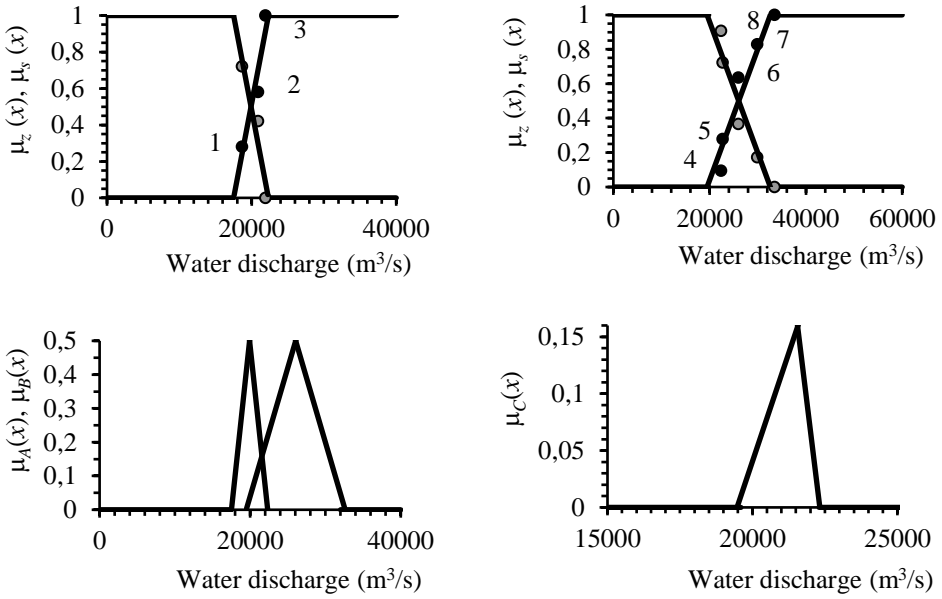 μz (x), μs (x)
1
0,8
0,6
0,4
0,2
0
3
2
1
0 20000 40000
Water discharge (m³/s)
μz (x), μs (x)
1
0,8
0,6
0,4
0,2
0
8
7
6
5
4
0 20000 40000 60000
Water discharge (m³/s)
μA(x), μB(x)
0,5
0,4
0,3
0,2
0,1
0
0 20000 40000
Water discharge (m³/s)
μC(x)
0,15
0,1
0,05
0
15000 20000 25000
Water discharge (m³/s)